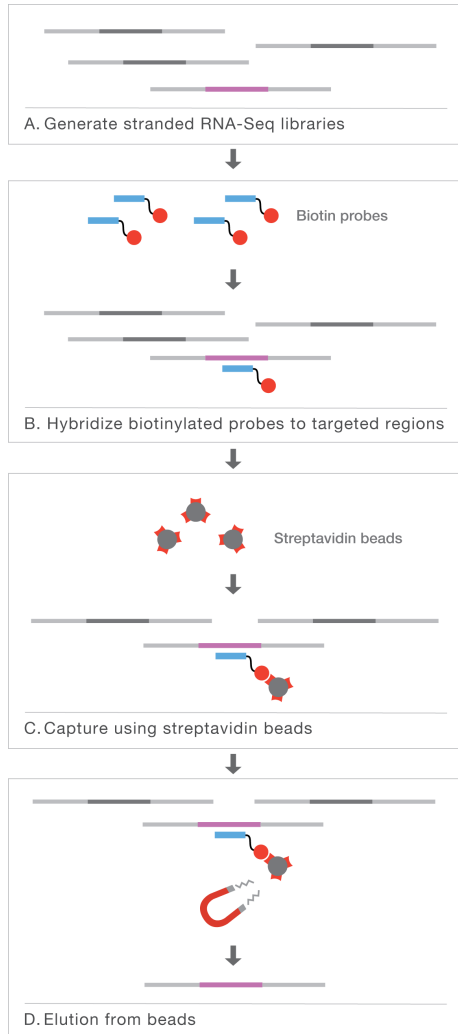 A. Generate stranded RNA-Seq libraries
Biotin probes
B. Hybridize biotinylated probes to targeted regions
Streptavidin beads
C. Capture using streptavidin beads
D. Elution from beads